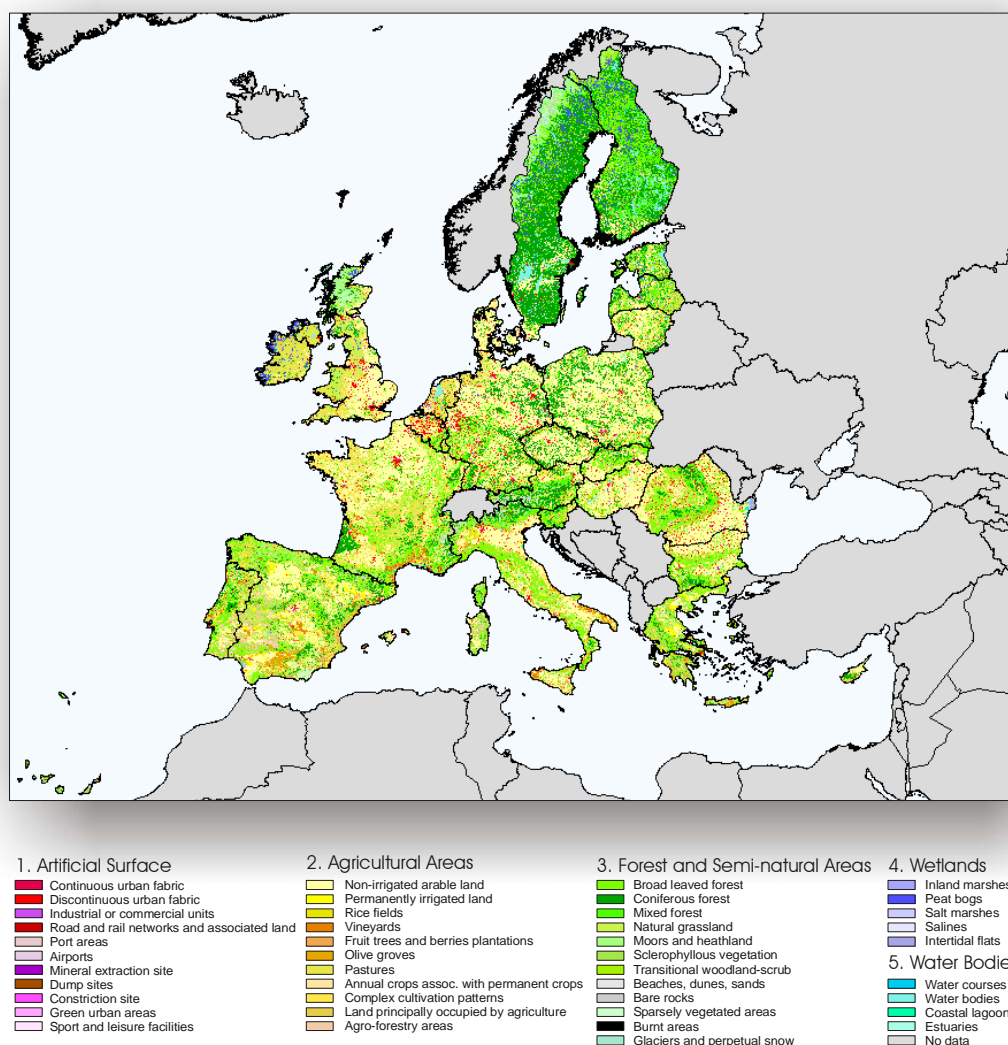 1. Artificial Surface
Continuous urban fabric
Discontinuous urban fabric
Industrial or commercial units
Road and rail networks and associated land
Port areas
Airports
Mineral extraction site
Dump sites
Constriction site
Green urban areas
Sport and leisure facilities
2. Agricultural Areas
Non-irrigated arable land
Permanently irrigated land
Rice fields
Vineyards
Fruit trees and berries plantations
Olive groves
Pastures
Annual crops assoc. with permanent crops
Complex cultivation patterns
Land principally occupied by agriculture
Agro-forestry areas
3. Forest and Semi-natural Areas
Broad leaved forest
Coniferous forest
Mixed forest
Natural grassland
Moors and heathland
Sclerophyllous vegetation
Transitional woodland-scrub
Beaches, dunes, sands
Bare rocks
Sparsely vegetated areas
Burnt areas
Glaciers and perpetual snow
4. Wetlands
Inland marshes
Peat bogs
Salt marshes
Salines
Intertidal flats
5. Water Bodie
Water courses
Water bodies
Coastal lagoon
Estuaries
No data